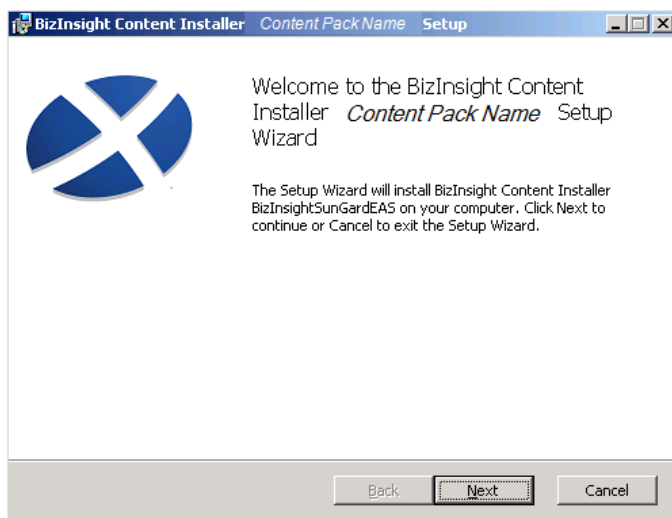 BizInsight Content Installer Content Pack Name Setup
Welcome to the BizInsight Content
Installer Content Pack Name Setup
Wizard
The Setup Wizard will install BizInsight Content Installer
BizInsightSunGardEAS on your computer. Click Next to
continue or Cancel to exit the Setup Wizard.
Back Next Cancel